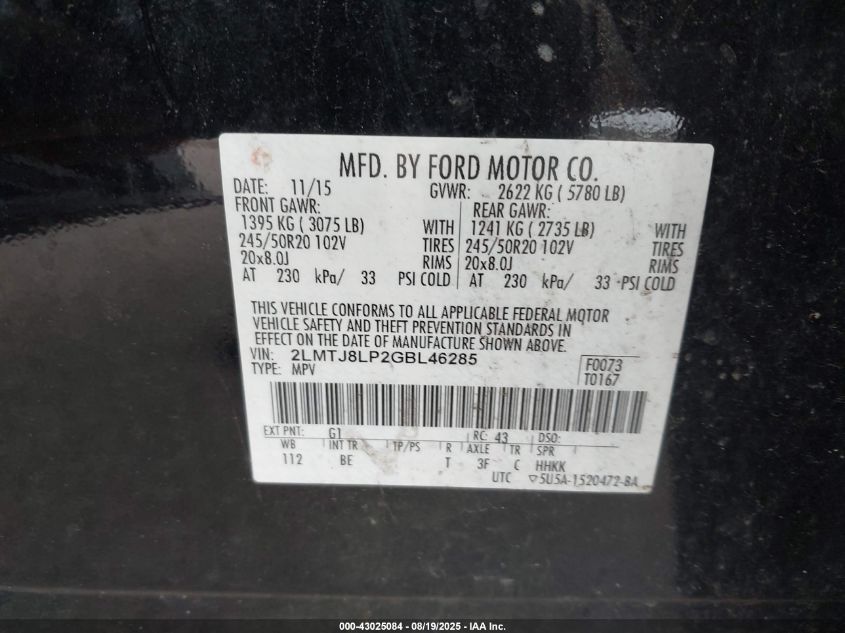 MFD. BY FORD MOTOR CO.
DATE: 11/15 GVWR: 2622 KG ( 5780 LB)
FRONT GAWR: REAR GAWR:
1395 KG ( 3075 LB) WITH 1241 KG ( 2735 LB) WITH
245/50R20 102V TIRES 245/50R20 102V TIRES
20x8.0J RIMS 20x8.0J RIMS
AT 230 kPa/ 33 PSI COLD AT 230 kPa/ 33 PSI COLD
THIS VEHICLE CONFORMS TO ALL APPLICABLE FEDERAL MOTOR
VEHICLE SAFETY AND THEFT PREVENTION STANDARDS IN
EFFECT ON THE DATE OF MANUFACTURE SHOWN ABOVE.
VIN: 2LMTJ8LP2GBL46285 F0073
TYPE: MPV T0167
EXT PNT: G1 RC: 43 DSO:
WB INT TR TP/PS R AXLE TR SPR
112 BE T 3F C HHKK
UTC ▽5U5A-1520472-BA
000-43025084 - 08/19/2025 - IAA Inc.